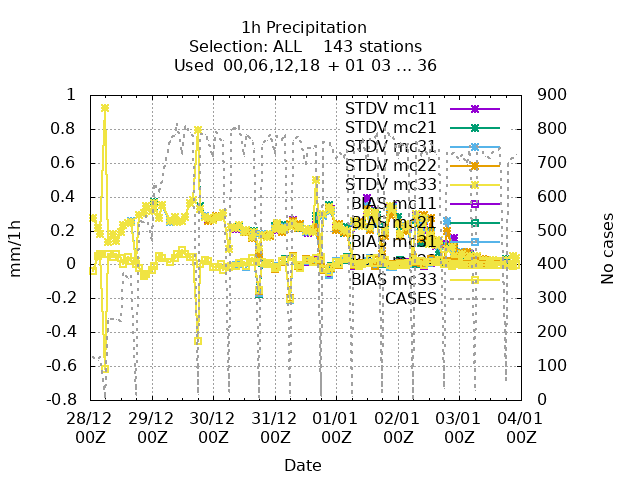 1h Precipitation
Selection: ALL 143 stations
Used 00,06,12,18 + 01 03 ... 36
mm/1h
1
0.8
0.6
0.4
0.2
0
-0.2
-0.4
-0.6
-0.8
STDV mc11
STDV mc21
STDV mc31
STDV mc22
STDV mc33
BIAS mc11
BIAS mc21
BIAS mc31
BIAS mc33
CASES
900
800
700
600
500
400
300
200
100
0
No cases
28/12 29/12 30/12 31/12 01/01 02/01 03/01 04/01
00Z 00Z 00Z 00Z 00Z 00Z 00Z 00Z
Date